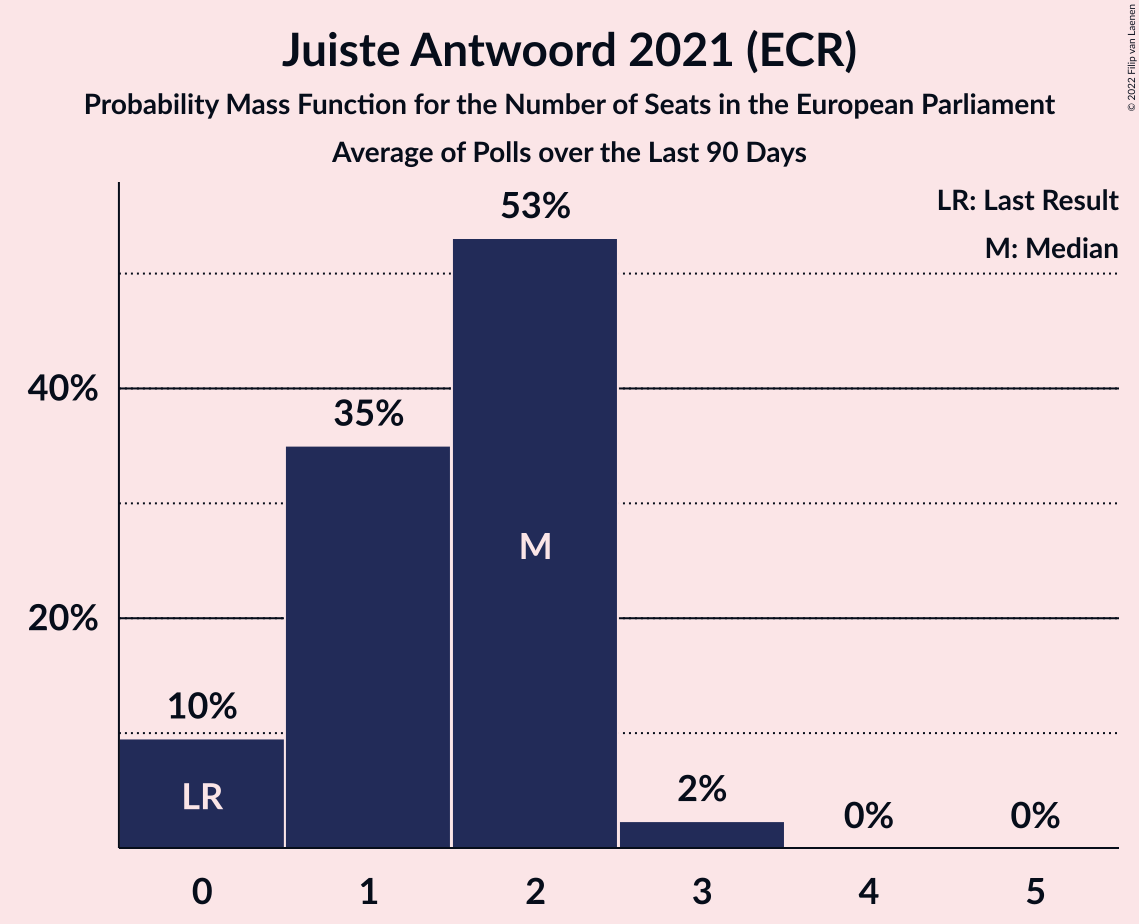 Juiste Antwoord 2021 (ECR)
Probability Mass Function for the Number of Seats in the European Parliament
Average of Polls over the Last 90 Days
© 2022 Filip van Laenen
LR: Last Result
M: Median
53%
40%
35%
M
20%
10%
LR
2%
0%
0%
0
1
2
3
4
5